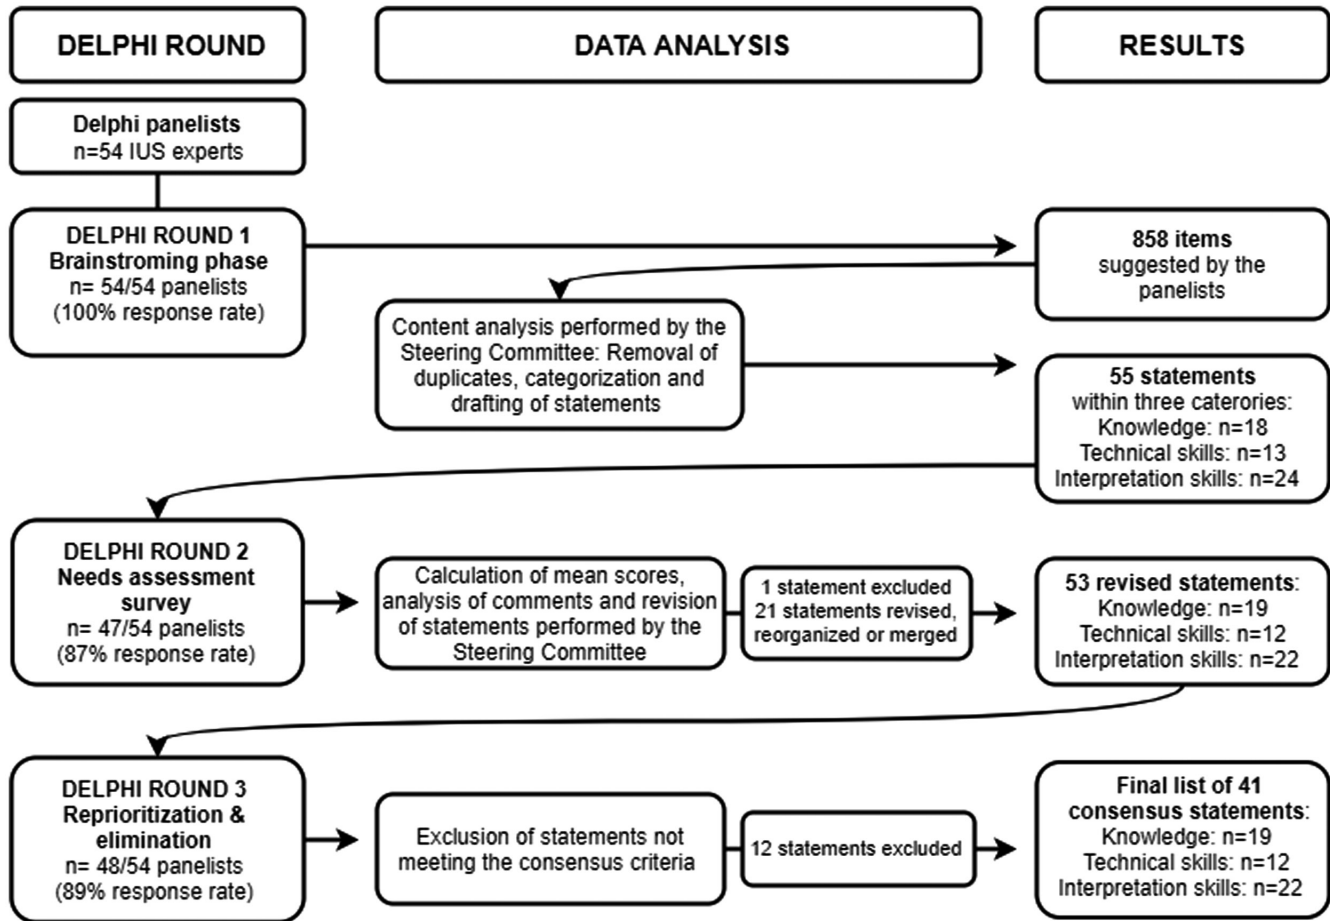 DELPHI ROUND
DATA ANALYSIS
RESULTS
Delphi panelists
n=54 IUS experts
DELPHI ROUND 1
Brainstroming phase
n= 54/54 panelists
(100% response rate)
858 items
suggested by the
panelists
Content analysis performed by the
Steering Committee: Removal of
duplicates, categorization and
drafting of statements
55 statements
within three caterories:
Knowledge: n=18
Technical skills: n=13
Interpretation skills: n=24
DELPHI ROUND 2
Needs assessment
survey
n= 47/54 panelists
(87% response rate)
Calculation of mean scores,
analysis of comments and revision
of statements performed by the
Steering Committee
1 statement excluded
21 statements revised,
reorganized or merged
53 revised statements:
Knowledge: n=19
Technical skills: n=12
Interpretation skills: n=22
DELPHI ROUND 3
Reprioritization &
elimination
n= 48/54 panelists
(89% response rate)
Exclusion of statements not
meeting the consensus criteria
12 statements excluded
Final list of 41
consensus statements:
Knowledge: n=19
Technical skills: n=12
Interpretation skills: n=22